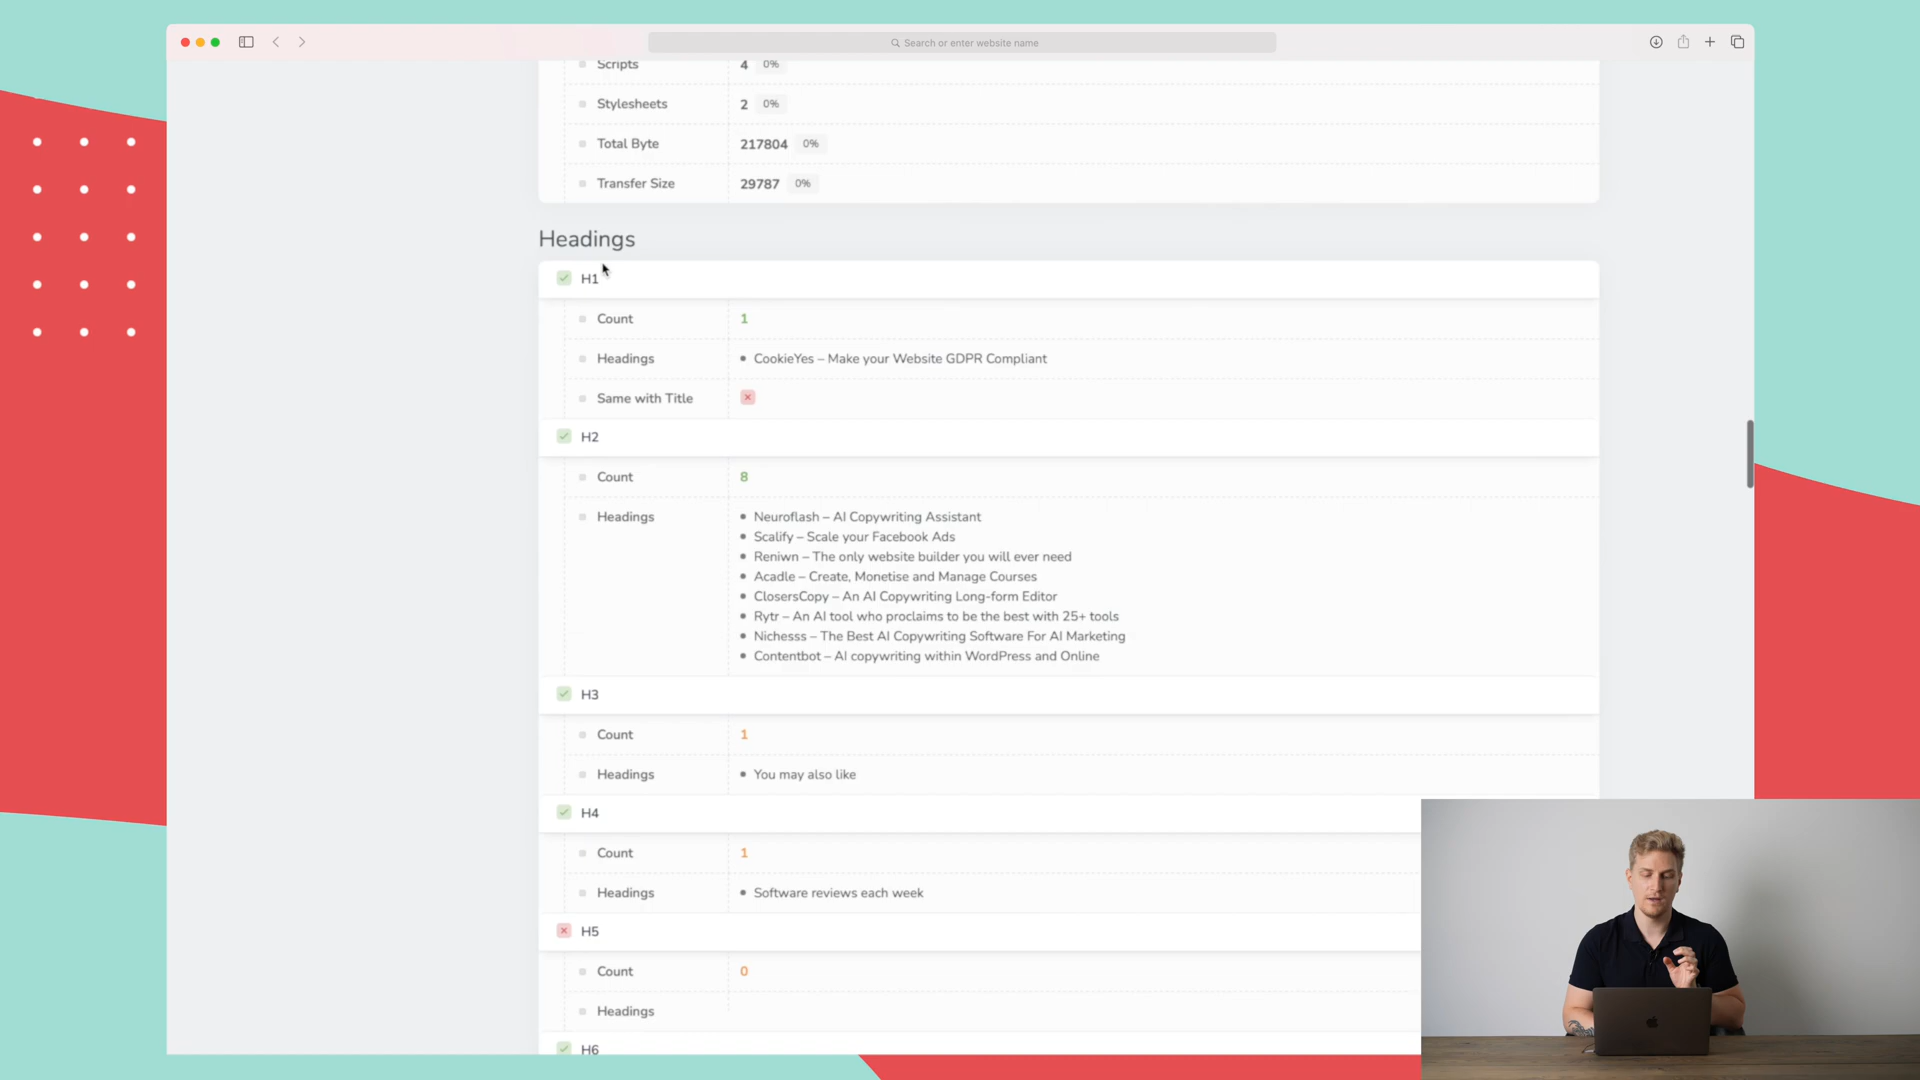 Search or enter website name
Scripts 4 0%
Stylesheets 2 0%
Total Byte 217804 0%
Transfer Size 29787 0%
Headings
H1
Count 1
Headings • CookieYes – Make your Website GDPR Compliant
Same with Title
H2
Count 8
Headings • Neuroflash – AI Copywriting Assistant
• Scalify – Scale your Facebook Ads
• Reniwn – The only website builder you will ever need
• Acadle – Create, Monetise and Manage Courses
• ClosersCopy – An AI Copywriting Long-form Editor
• Rytr – An AI tool who proclaims to be the best with 25+ tools
• Nichesss – The Best AI Copywriting Software For AI Marketing
• Contentbot – AI copywriting within WordPress and Online
H3
Count 1
Headings • You may also like
H4
Count 1
Headings • Software reviews each week
H5
Count 0
Headings
H6